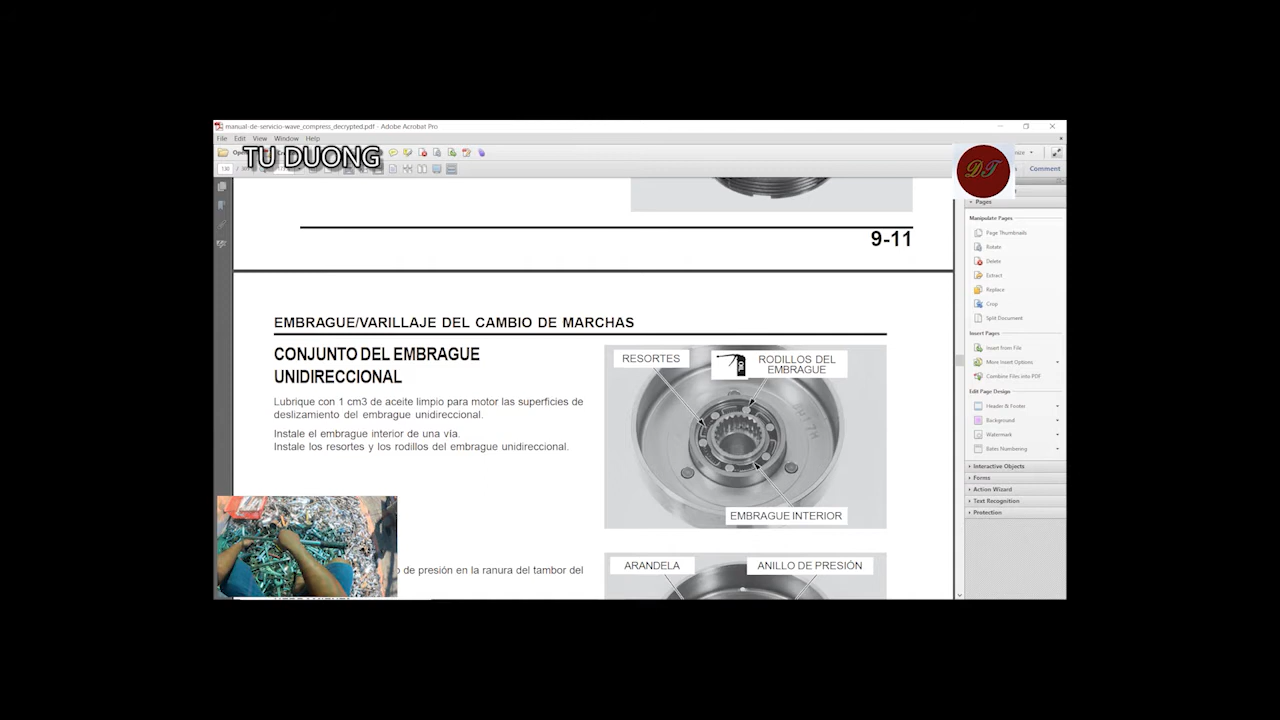 manual-de-servicio-wave_compress_decrypted.pdf - Adobe Acrobat Pro
File Edit View Window Help
TU DUONG
130
Comment
DT
Pages
Manipulate Pages
Page Thumbnails
Rotate
Delete
Extract
Replace
Crop
Split Document
Insert Pages
Insert from File
More Insert Options
Combine Files into PDF
Edit Page Design
Header & Footer
Background
Watermark
Bates Numbering
Interactive Objects
Forms
Action Wizard
Text Recognition
Protection
9-11
EMBRAGUE/VARILLAJE DEL CAMBIO DE MARCHAS
CONJUNTO DEL EMBRAGUE
UNIDIRECCIONAL
Lubrique con 1 cm3 de aceite limpio para motor las superficies de
deslizamiento del embrague unidireccional.
Instale el embrague interior de una vía.
Instale los resortes y los rodillos del embrague unidireccional.
RESORTES
OIL
RODILLOS DEL
EMBRAGUE
EMBRAGUE INTERIOR
de presión en la ranura del tambor del
ARANDELA
ANILLO DE PRESIÓN